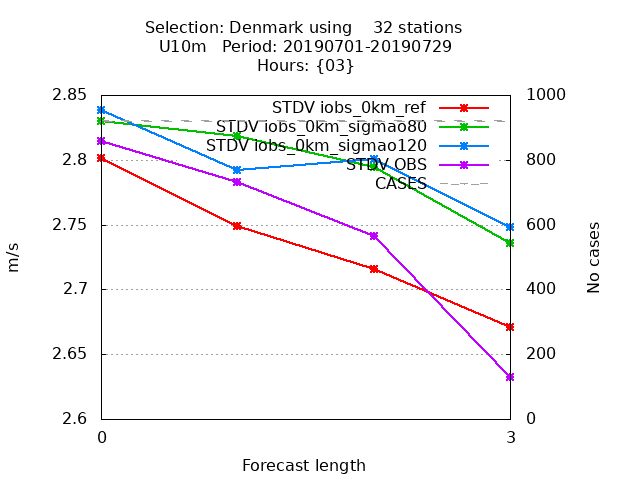 Selection: Denmark using 32 stations
U10m Period: 20190701-20190729
Hours: {03}
2.85
2.8
2.75
2.7
2.65
2.6
1000
800
600
400
200
0
STDV iobs_0km_ref
STDV iobs_0km_sigmao80
STDV iobs_0km_sigmao120
STDV OBS
CASES
m/s
No cases
0
3
Forecast length